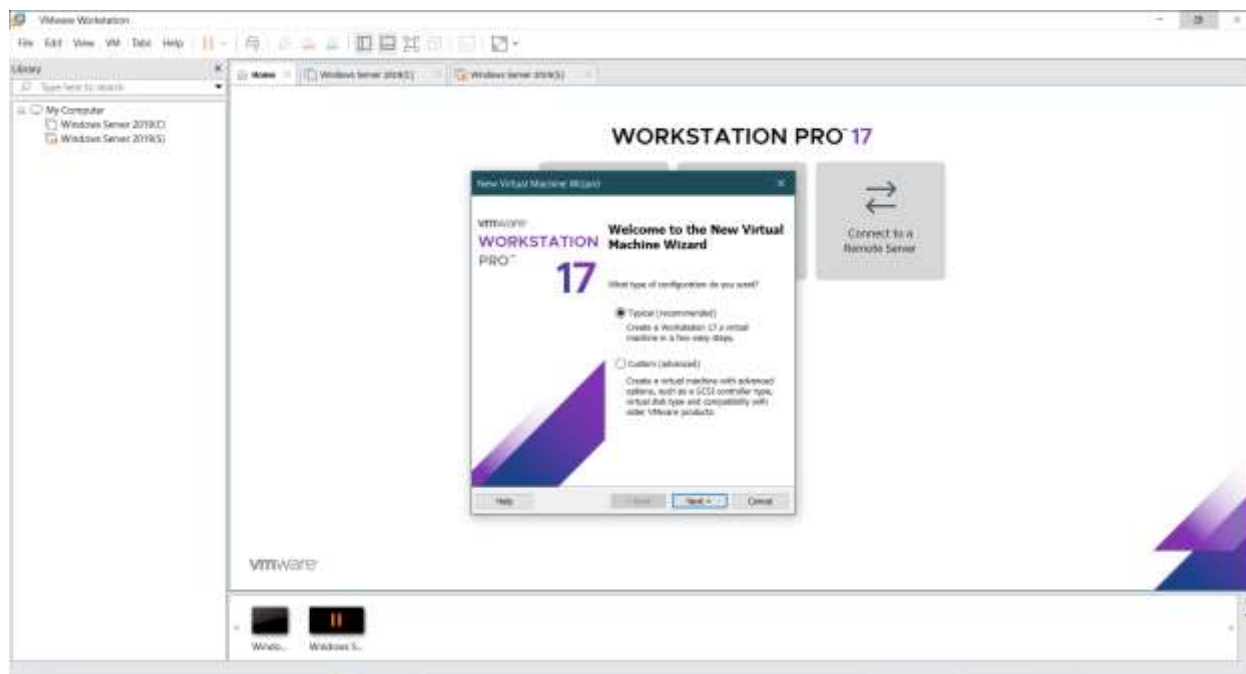 VMware Workstation
File Edit View VM Tabs Help
Library
Type here to search
My Computer
Windows Server 2019(C)
Windows Server 2019(S)
Home
Windows Server 2019(C)
Windows Server 2019(S)
WORKSTATION PRO™ 17
Connect to a
Remote Server
New Virtual Machine Wizard
vmware
WORKSTATION
PRO™
17
Welcome to the New Virtual
Machine Wizard
What type of configuration do you want?
Typical (recommended)
Create a Workstation 17.x virtual
machine in a few easy steps.
Custom (advanced)
Create a virtual machine with advanced
options, such as a SCSI controller type,
virtual disk type and compatibility with
older VMware products.
Help
< Back
Next >
Cancel
vmware
Windo...
Windows S...